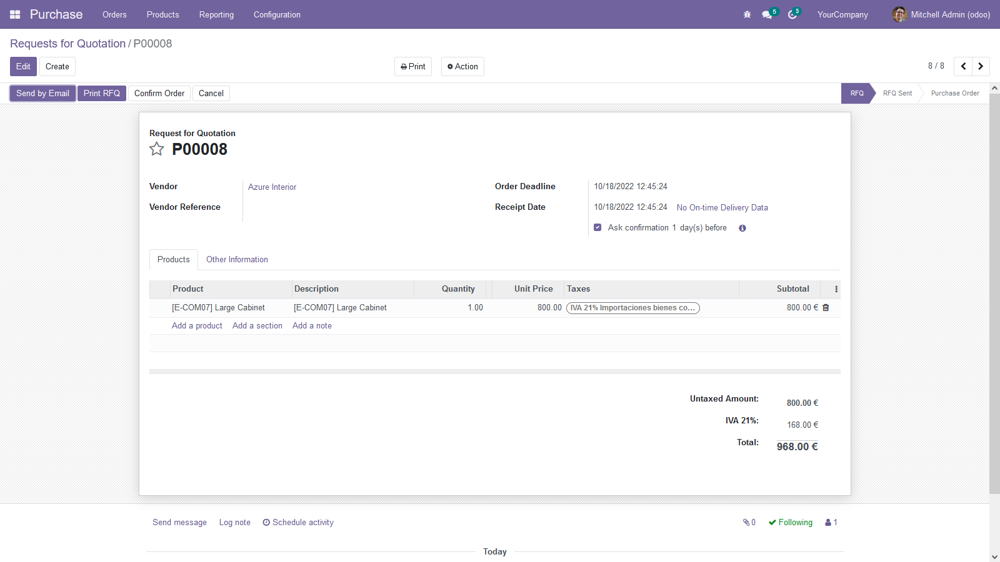 Purchase Orders Products Reporting Configuration 5 5 YourCompany Mitchell Admin (odoo)
Requests for Quotation / P00008
Edit Create Print Action 8 / 8
Send by Email Print RFQ Confirm Order Cancel RFQ RFQ Sent Purchase Order
Request for Quotation
P00008
Vendor Azure Interior Order Deadline 10/18/2022 12:45:24
Vendor Reference Receipt Date 10/18/2022 12:45:24 No On-time Delivery Data
Ask confirmation 1 day(s) before
Products Other Information
Product Description Quantity Unit Price Taxes Subtotal
[E-COM07] Large Cabinet [E-COM07] Large Cabinet 1.00 800.00 IVA 21% Importaciones bienes co... 800.00 €
Add a product Add a section Add a note
Untaxed Amount: 800.00 €
IVA 21%: 168.00 €
Total: 968.00 €
Send message Log note Schedule activity 0 Following 1
Today